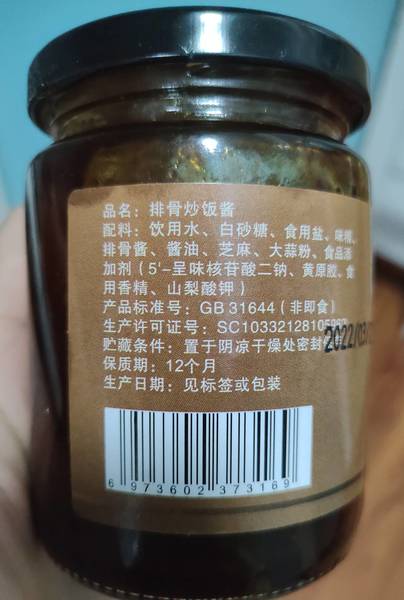 品名：排骨炒饭酱
配料：饮用水、白砂糖、食用盐、味精、
排骨酱、酱油、芝麻、大蒜粉、食品添
加剂（5'-呈味核苷酸二钠、黄原胶、食
用香精、山梨酸钾）
产品标准号：GB 31644（非即食）
生产许可证号：
贮藏条件：置于阴凉干燥处密封
2022/03/
保质期：12个月
生产日期：见标签或包装
6 973602 373169